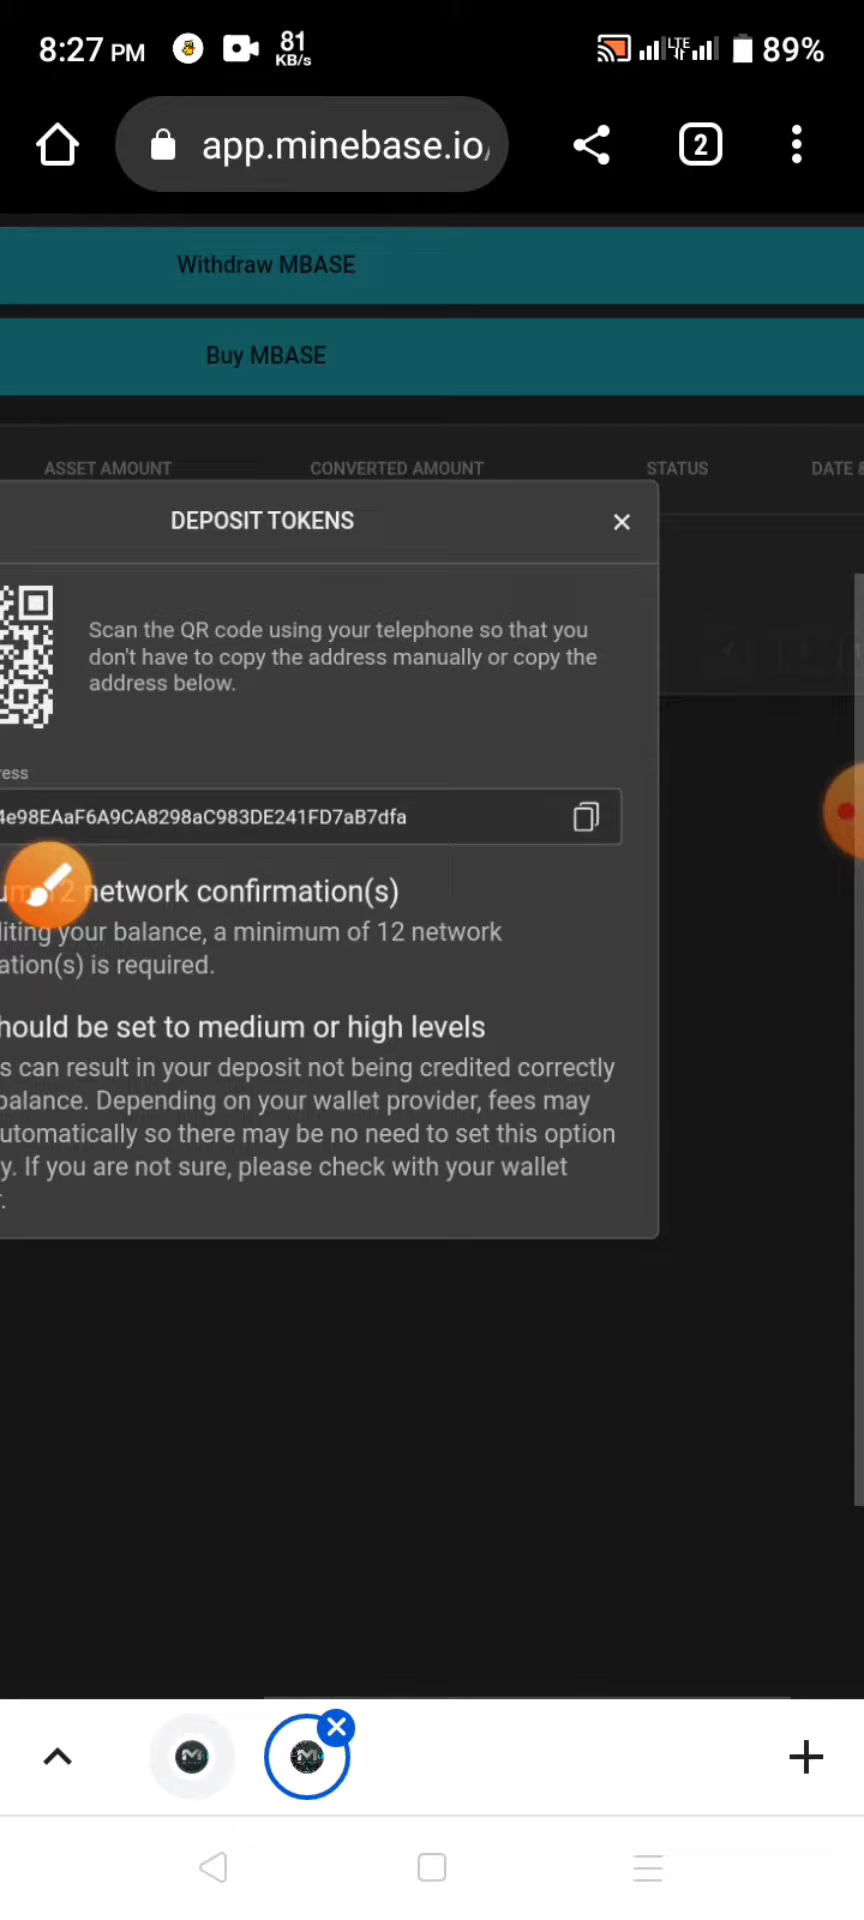 8:27 PM 81 KB/s LTE 89%
app.minebase.io/ 2
Withdraw MBASE
Buy MBASE
ASSET AMOUNT CONVERTED AMOUNT STATUS DATE &
DEPOSIT TOKENS
Scan the QR code using your telephone so that you
don't have to copy the address manually or copy the
address below.
ress
4e98EAaF6A9CA8298aC983DE241FD7aB7dfa
um 12 network confirmation(s)
diting your balance, a minimum of 12 network
ation(s) is required.
hould be set to medium or high levels
s can result in your deposit not being credited correctly
balance. Depending on your wallet provider, fees may
utomatically so there may be no need to set this option
y. If you are not sure, please check with your wallet